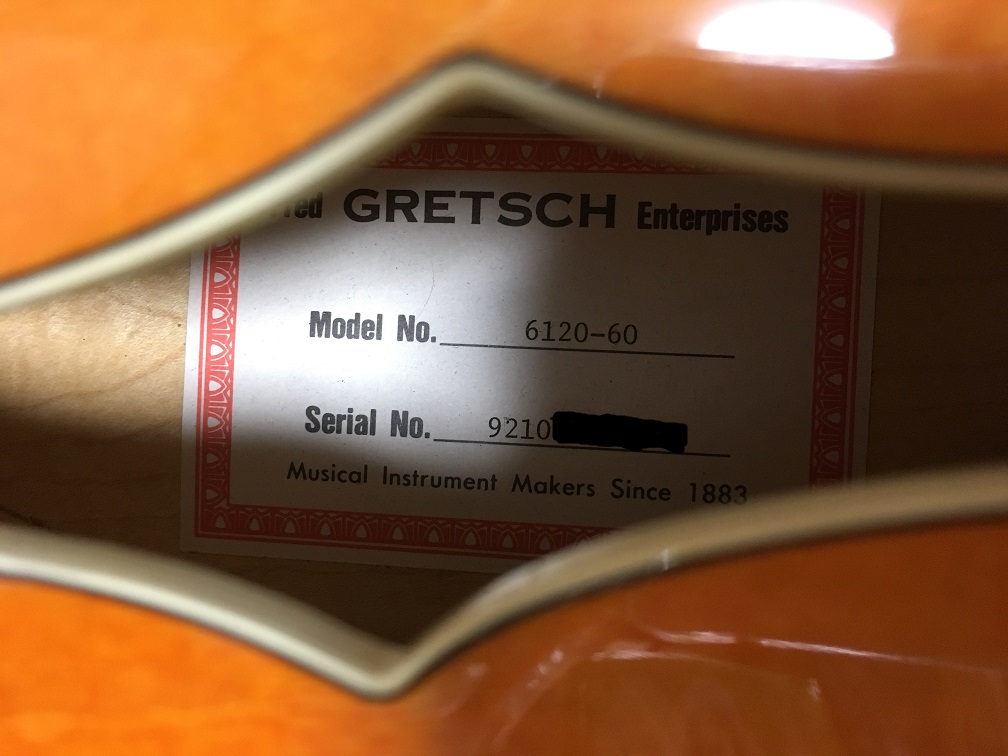 GRETSCH Enterprises
Model No. 6120-60
Serial No. 9210
Musical Instrument Makers Since 1883